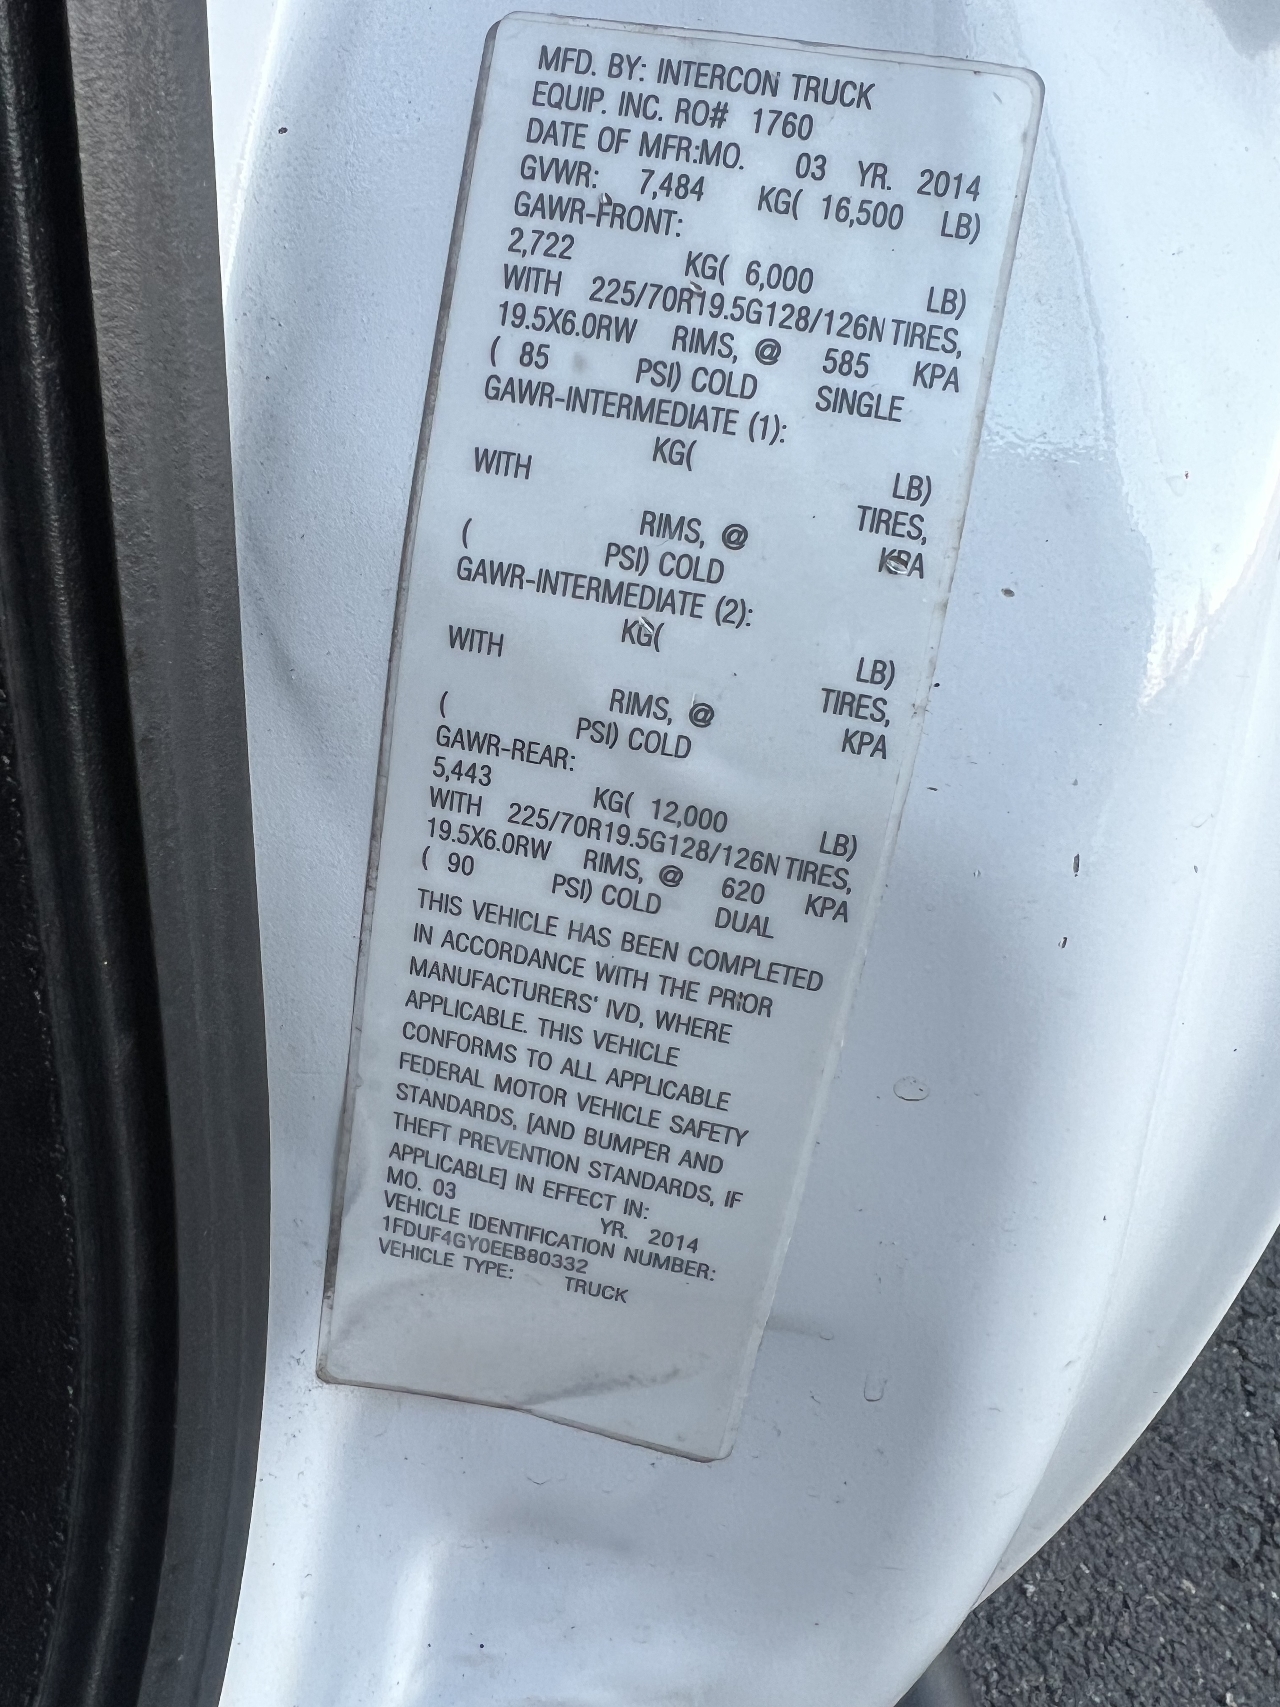 MFD. BY: INTERCON TRUCK
EQUIP. INC. RO# 1760
DATE OF MFR:MO. 03 YR. 2014
GVWR: 7,484 KG( 16,500 LB)
GAWR-FRONT:
2,722 KG( 6,000 LB)
WITH 225/70R19.5G128/126N TIRES,
19.5X6.0RW RIMS, @ 585 KPA
( 85 PSI) COLD SINGLE
GAWR-INTERMEDIATE (1):
KG( LB)
WITH TIRES,
RIMS, @ KPA
( PSI) COLD
GAWR-INTERMEDIATE (2):
KG( LB)
WITH TIRES,
RIMS, @ KPA
( PSI) COLD
GAWR-REAR:
5,443 KG( 12,000 LB)
WITH 225/70R19.5G128/126N TIRES,
19.5X6.0RW RIMS, @ 620 KPA
( 90 PSI) COLD DUAL
THIS VEHICLE HAS BEEN COMPLETED
IN ACCORDANCE WITH THE PRIOR
MANUFACTURERS' IVD, WHERE
APPLICABLE. THIS VEHICLE
CONFORMS TO ALL APPLICABLE
FEDERAL MOTOR VEHICLE SAFETY
STANDARDS, [AND BUMPER AND
THEFT PREVENTION STANDARDS, IF
APPLICABLE] IN EFFECT IN:
MO. 03 YR. 2014
VEHICLE IDENTIFICATION NUMBER:
1FDUF4GY0EEB80332
VEHICLE TYPE: TRUCK